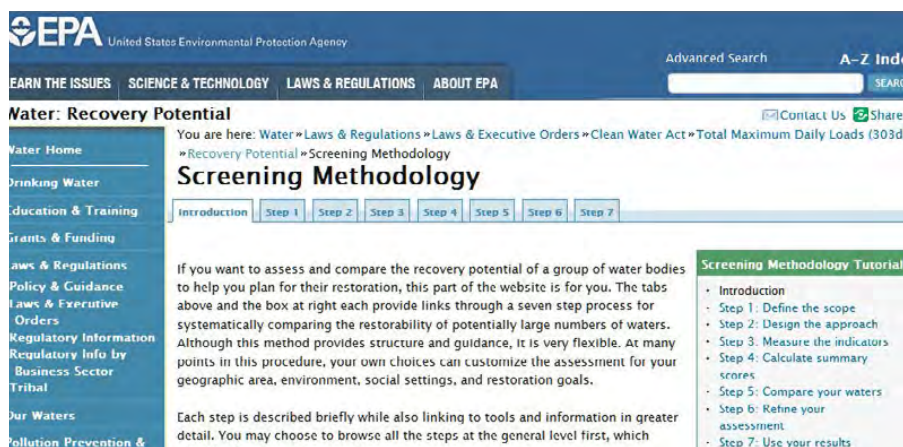 EPA United States Environmental Protection Agency
Advanced Search A-Z Inde
EARN THE ISSUES SCIENCE & TECHNOLOGY LAWS & REGULATIONS ABOUT EPA
SEARC
Water: Recovery Potential
Contact Us Share
You are here: Water » Laws & Regulations » Laws & Executive Orders » Clean Water Act » Total Maximum Daily Loads (303d
» Recovery Potential » Screening Methodology
Screening Methodology
Introduction Step 1 Step 2 Step 3 Step 4 Step 5 Step 6 Step 7
Water Home
Drinking Water
Education & Training
Grants & Funding
aws & Regulations
Policy & Guidance
Laws & Executive
Orders
Regulatory Information
Regulatory Info by
Business Sector
Tribal
Our Waters
Pollution Prevention &
If you want to assess and compare the recovery potential of a group of water bodies
to help you plan for their restoration, this part of the website is for you. The tabs
above and the box at right each provide links through a seven step process for
systematically comparing the restorability of potentially large numbers of waters.
Although this method provides structure and guidance, it is very flexible. At many
points in this procedure, your own choices can customize the assessment for your
geographic area, environment, social settings, and restoration goals.
Each step is described briefly while also linking to tools and information in greater
detail. You may choose to browse all the steps at the general level first, which
Screening Methodology Tutorial
· Introduction
· Step 1: Define the scope
· Step 2: Design the approach
· Step 3: Measure the indicators
· Step 4: Calculate summary
scores
· Step 5: Compare your waters
· Step 6: Refine your
assessment
· Step 7: Use your results